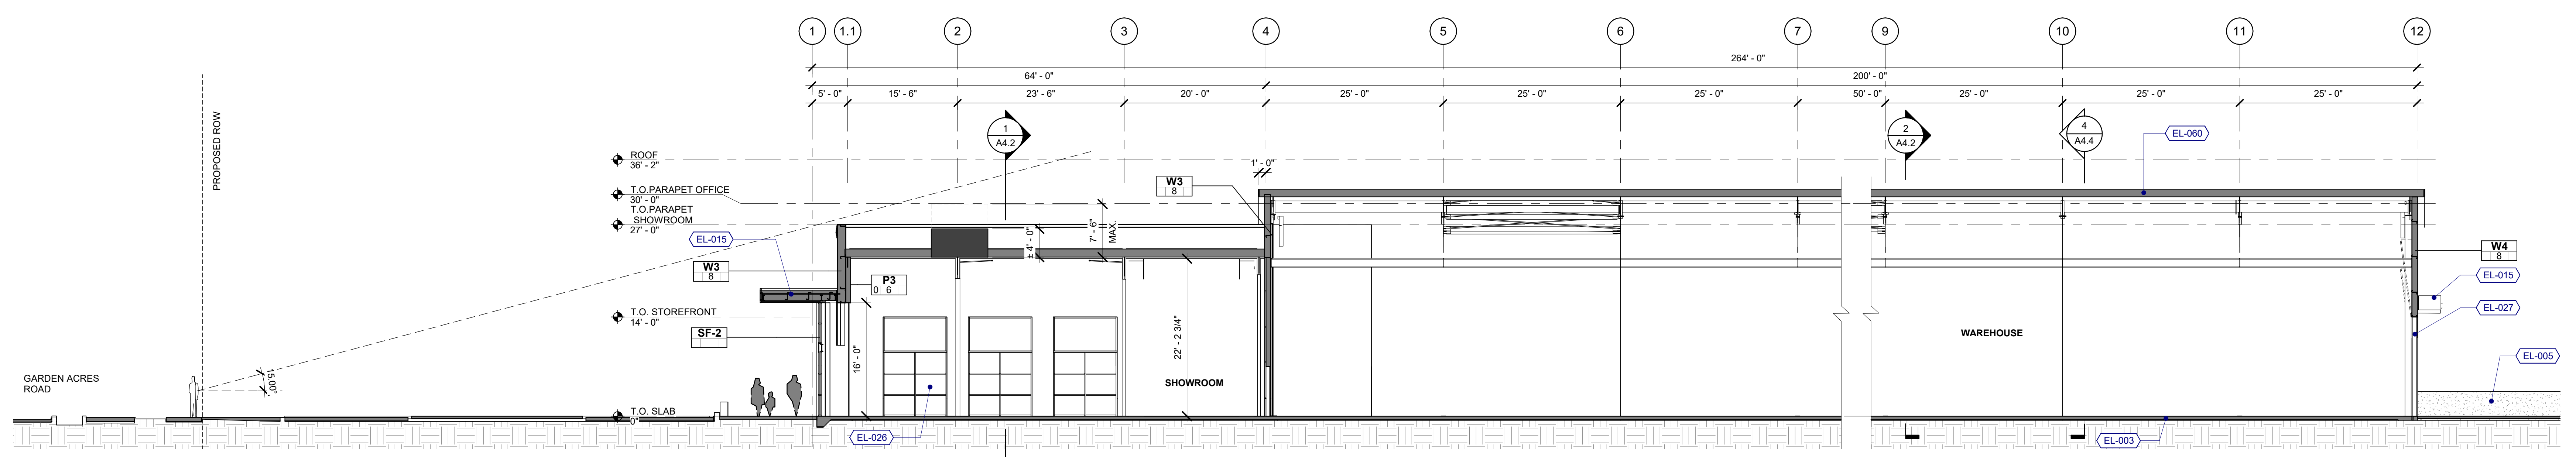 1 1.1 2 3 4 5 6 7 9 10 11 12
264' - 0"
64' - 0" 200' - 0"
5' - 0" 15' - 6" 23' - 6" 20' - 0" 25' - 0" 25' - 0" 25' - 0" 50' - 0" 25' - 0" 25' - 0" 25' - 0"
PROPOSED ROW
1
A4.2
2
A4.2
4
A4.4
EL-060
ROOF
36' - 2"
1' - 0"
W3
8
T.O.PARAPET OFFICE
30' - 0"
T.O.PARAPET
SHOWROOM
27' - 0"
EL-015
± 4' - 0"
7' - 6"
MAX.
W4
8
W3
8
P3
0 6
EL-015
T.O. STOREFRONT
14' - 0"
EL-027
SF-2
16' - 0"
22' - 2 3/4"
WAREHOUSE
EL-005
GARDEN ACRES
ROAD
15.00°
SHOWROOM
T.O. SLAB
0"
EL-026
EL-003